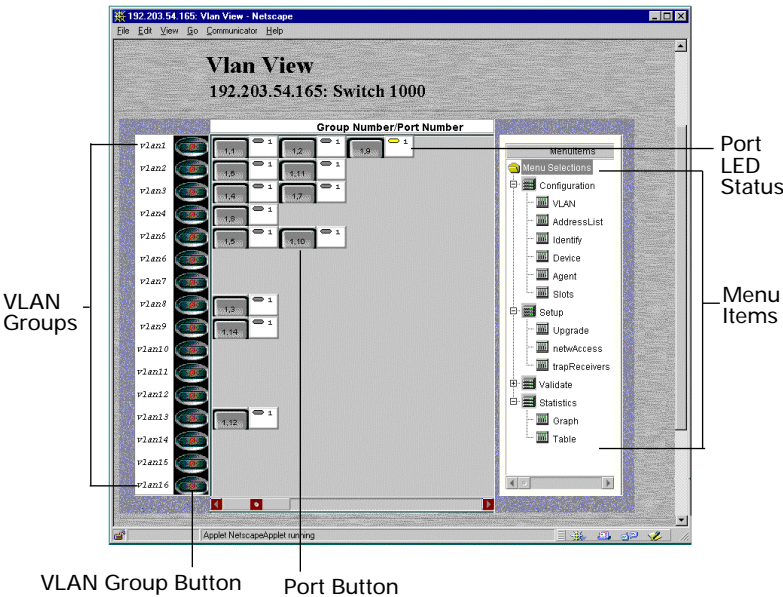 192.203.54.165: Vlan View - Netscape
File Edit View Go Communicator Help
Vlan View
192.203.54.165: Switch 1000
Group Number/Port Number
vlan1 1,1 1 1,2 1 1,9 1
vlan2 1,6 1 1,11 1
vlan3 1,4 1 1,7 1
vlan4 1
vlan5 1,5 1 1,10 1
vlan6
vlan7
vlan8 1,3 1
vlan9 1,14 1
vlan10
vlan11
vlan12
vlan13 1,12 1
vlan14
vlan15
vlan16
MenuItems
Menu Selections
Configuration
VLAN
AddressList
Identify
Device
Agent
Slots
Setup
Upgrade
netwAccess
trapReceivers
Validate
Statistics
Graph
Table
Applet NetscapeApplet running
VLAN
Groups
Port
LED
Status
Menu
Items
VLAN Group Button
Port Button